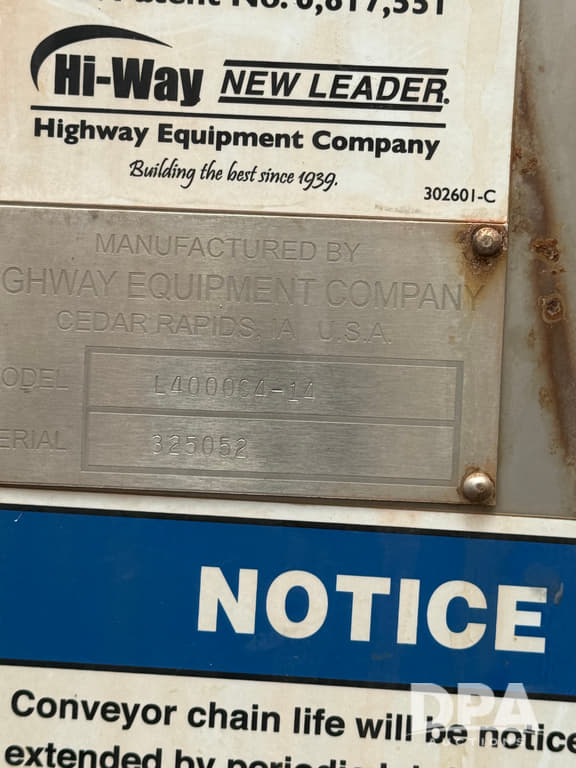 Patent No. 6,817,551
Hi-Way NEW LEADER.
Highway Equipment Company
Building the best since 1939.
302601-C
MANUFACTURED BY
GHWAY EQUIPMENT COMPANY
CEDAR RAPIDS, IA U.S.A.
ODEL L4000G4-14
ERIAL 325052
NOTICE
Conveyor chain life will be notice
extended by
DPA
AUCTIONS